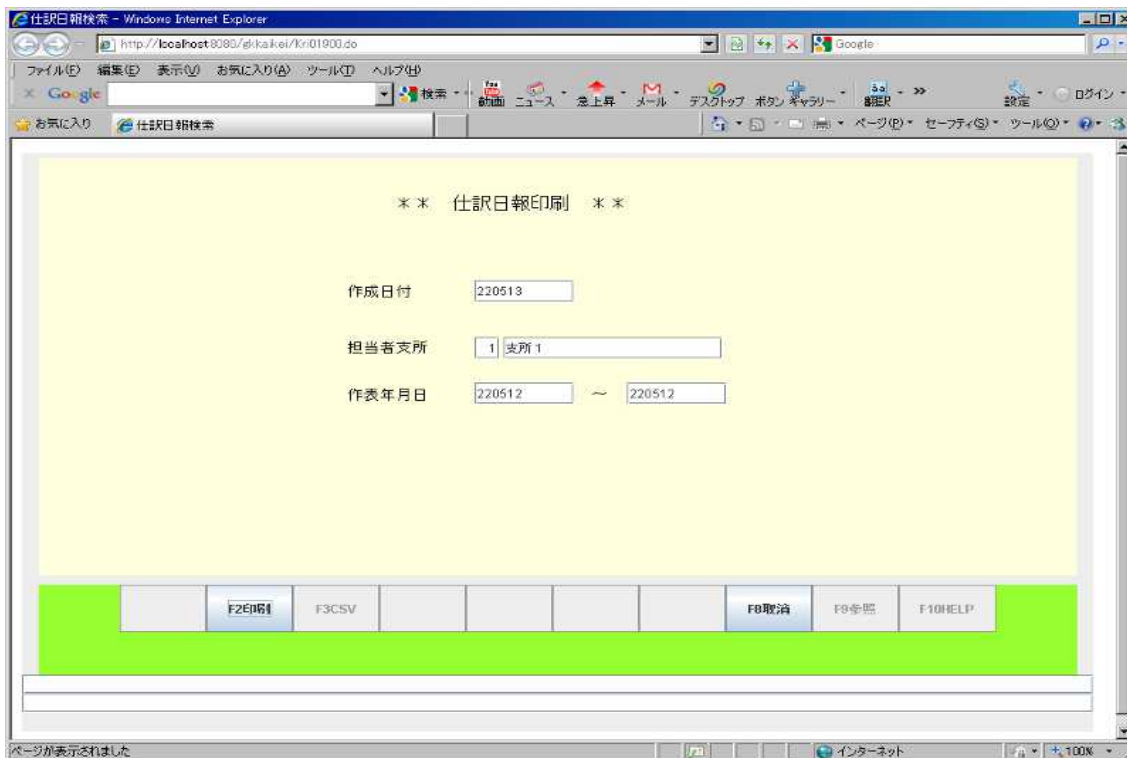 仕訳日報検索 - Windows Internet Explorer
http://localhost:8080/gkkaikei/Kri01900.do
Google
ファイル(F) 編集(E) 表示(V) お気に入り(A) ツール(T) ヘルプ(H)
Google 検索 動画 ニュース 急上昇 メール デスクトップ ボタン ギャラリー 翻訳 » 設定 ログイン
お気に入り 仕訳日報検索 ページ(P) セーフティ(S) ツール(O)
** 仕訳日報印刷 **
作成日付 220513
担当者支所 1 支所1
作表年月日 220512 ~ 220512
F2印刷 F3CSV F8取消 F9参照 F10HELP
ページが表示されました インターネット 100%